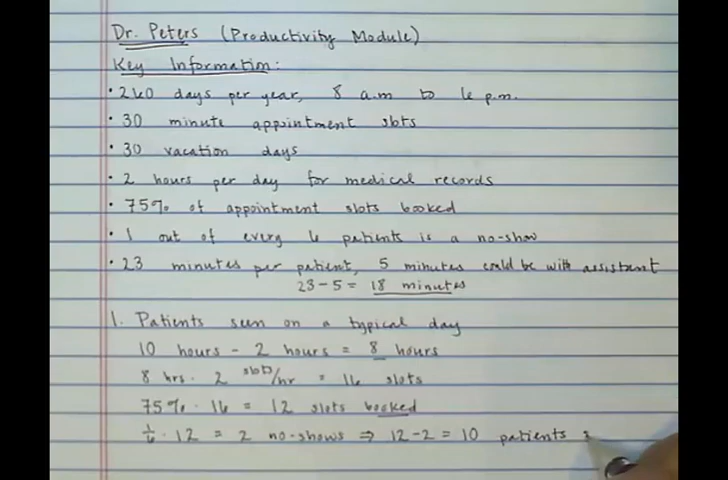 Dr. Peters (Productivity Module)
Key Information:
• 260 days per year, 8 a.m to 6 p.m.
• 30 minute appointment slots
• 30 vacation days
• 2 hours per day for medical records
• 75% of appointment slots booked
• 1 out of every 6 patients is a no-show
• 23 minutes per patient, 5 minutes could be with assistant
23 - 5 = 18 minutes
1. Patients seen on a typical day
10 hours - 2 hours = 8 hours
8 hrs · 2 slots/hr = 16 slots
75% · 16 = 12 slots booked
1/6 · 12 = 2 no-shows ⇒ 12 - 2 = 10 patients